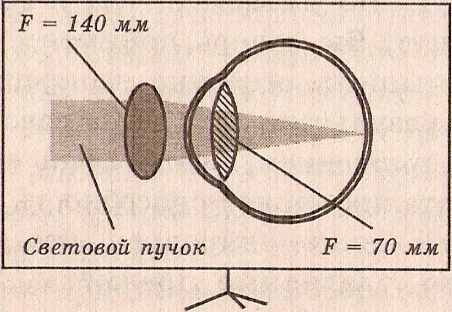 F = 140 мм
Световой пучок
F = 70 мм